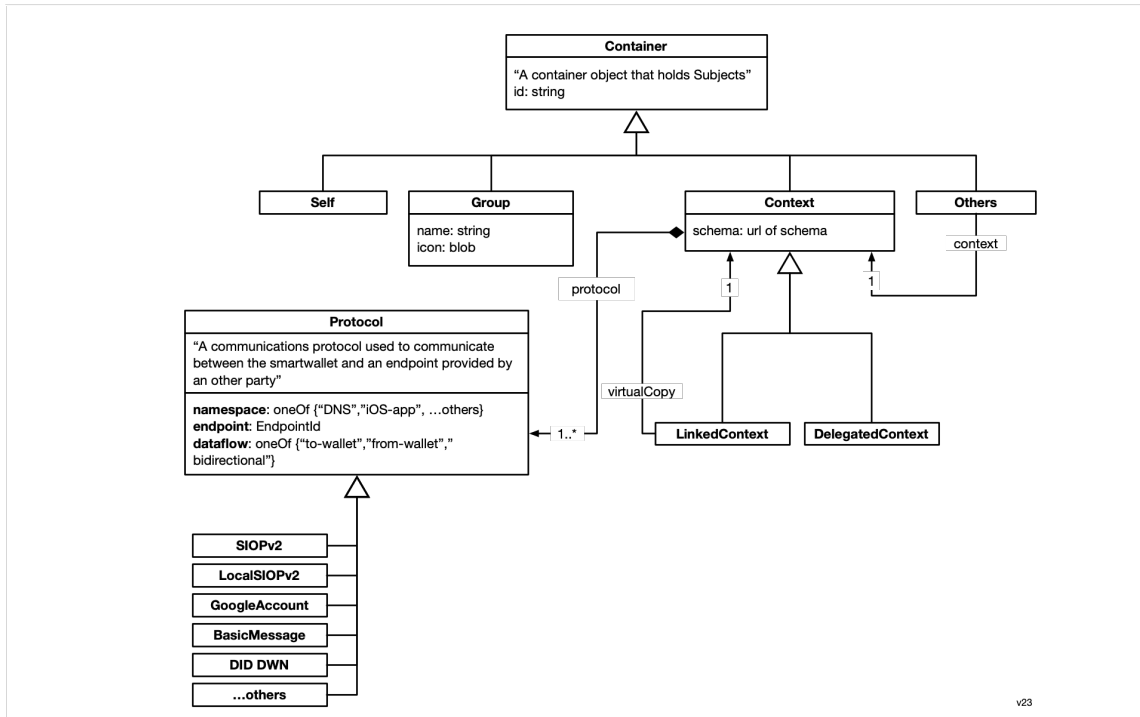 Container
“A container object that holds Subjects”
id: string
Self
Group
name: string
icon: blob
Context
schema: url of schema
Others
context
1
1
protocol
virtualCopy
1..*
LinkedContext
DelegatedContext
Protocol
“A communications protocol used to communicate
between the smartwallet and an endpoint provided by
an other party”
namespace: oneOf {“DNS”,”iOS-app”, …others}
endpoint: EndpointId
dataflow: oneOf {“to-wallet”,”from-wallet”,”
bidirectional”}
SIOPv2
LocalSIOPv2
GoogleAccount
BasicMessage
DID DWN
…others
v23